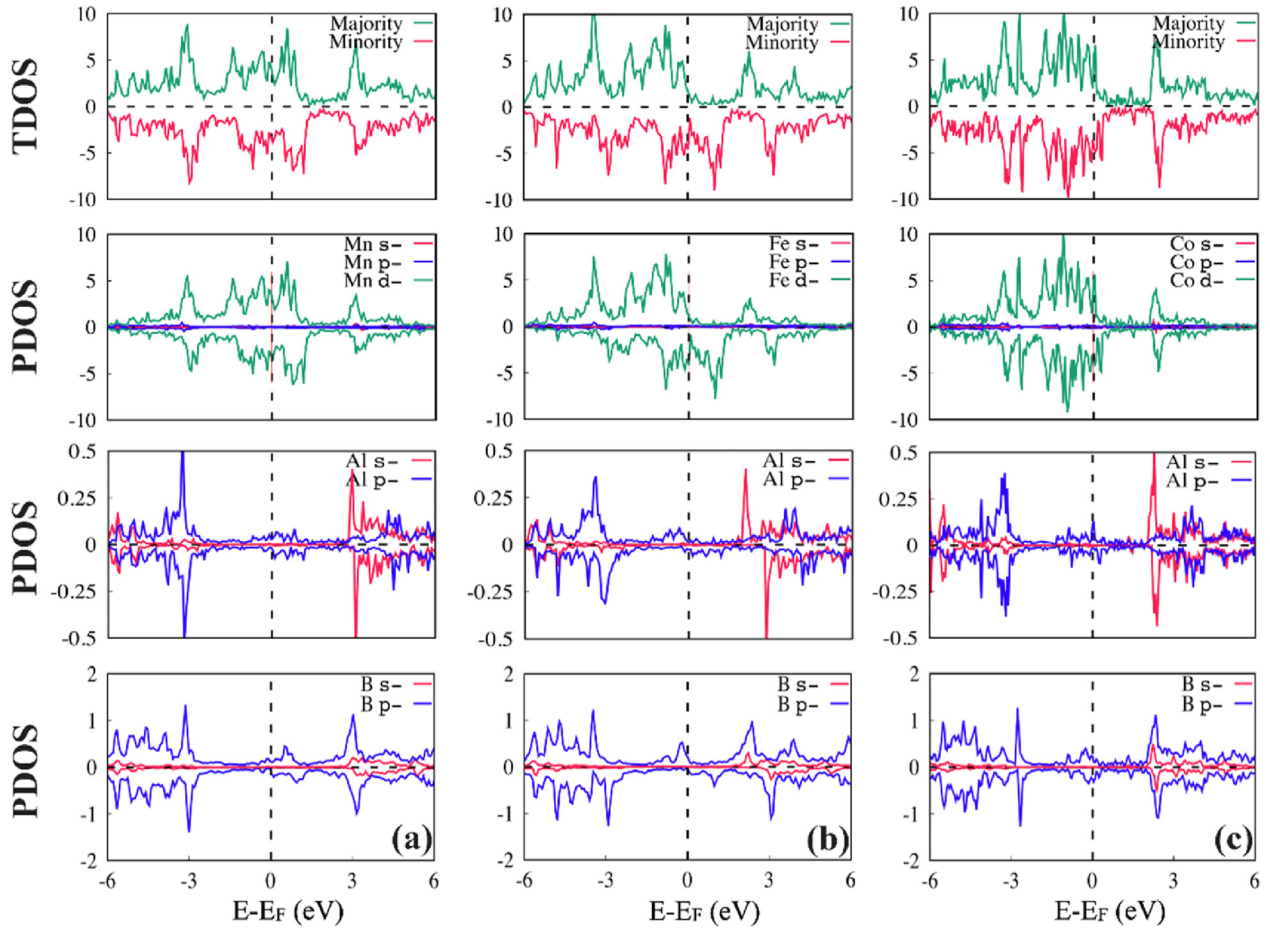 TDOS
10
5
0
-5
-10
Majority
Minority
10
5
0
-5
-10
Majority
Minority
10
5
0
-5
-10
Majority
Minority
PDOS
10
5
0
-5
-10
Mn s-
Mn p-
Mn d-
10
5
0
-5
-10
Fe s-
Fe p-
Fe d-
10
5
0
-5
-10
Co s-
Co p-
Co d-
PDOS
0.5
0.25
0
-0.25
-0.5
Al s-
Al p-
0.5
0.25
0
-0.25
-0.5
Al s-
Al p-
0.5
0.25
0
-0.25
-0.5
Al s-
Al p-
PDOS
2
1
0
-1
-2
B s-
B p-
(a)
2
1
0
-1
-2
B s-
B p-
(b)
2
1
0
-1
-2
B s-
B p-
(c)
-6 -3 0 3 6
-6 -3 0 3 6
-6 -3 0 3 6
E-EF (eV)
E-EF (eV)
E-EF (eV)